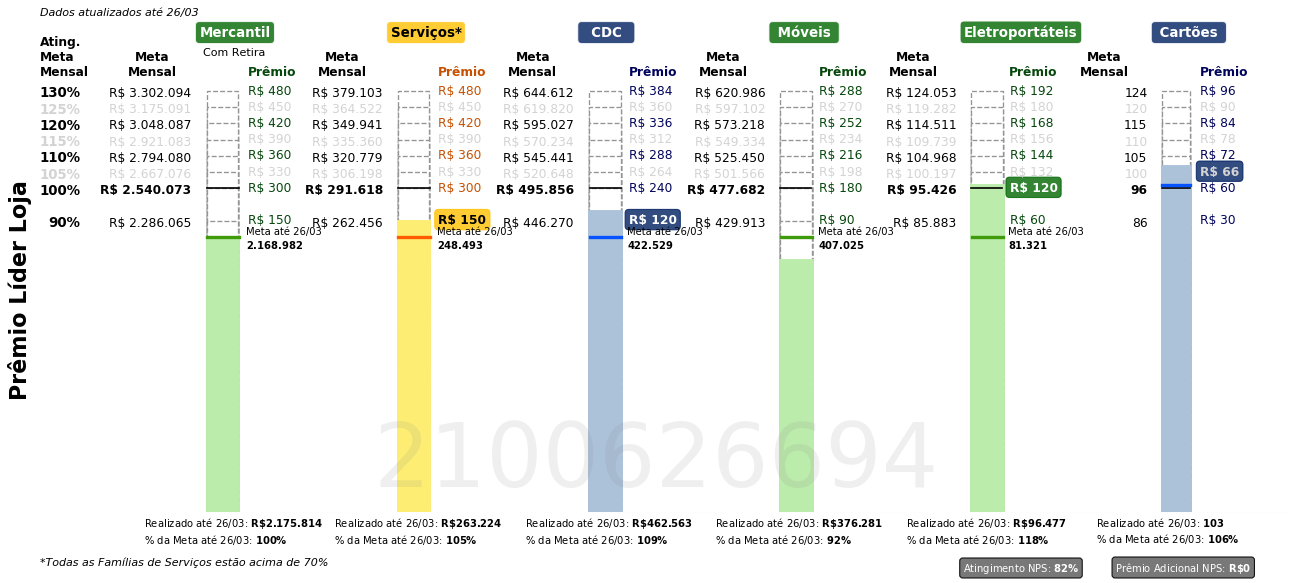 Dados atualizados até 26/03
Mercantil Serviços* CDC Móveis Eletroportáteis Cartões
Com Retira
Ating. Meta Mensal Meta Mensal Prêmio Meta Mensal Prêmio Meta Mensal Prêmio Meta Mensal Prêmio Meta Mensal Prêmio Meta Mensal Prêmio
130% R$ 3.302.094 R$ 480 R$ 379.103 R$ 480 R$ 644.612 R$ 384 R$ 620.986 R$ 288 R$ 124.053 R$ 192 124 R$ 96
125% R$ 3.175.091 R$ 450 R$ 364.522 R$ 450 R$ 619.820 R$ 360 R$ 597.102 R$ 270 R$ 119.282 R$ 180 120 R$ 90
120% R$ 3.048.087 R$ 420 R$ 349.941 R$ 420 R$ 595.027 R$ 336 R$ 573.218 R$ 252 R$ 114.511 R$ 168 115 R$ 84
115% R$ 2.921.083 R$ 390 R$ 335.360 R$ 390 R$ 570.234 R$ 312 R$ 549.334 R$ 234 R$ 109.739 R$ 156 110 R$ 78
110% R$ 2.794.080 R$ 360 R$ 320.779 R$ 360 R$ 545.441 R$ 288 R$ 525.450 R$ 216 R$ 104.968 R$ 144 105 R$ 72
105% R$ 2.667.076 R$ 330 R$ 306.198 R$ 330 R$ 520.648 R$ 264 R$ 501.566 R$ 198 R$ 100.197 R$ 132 100 R$ 66
100% R$ 2.540.073 R$ 300 R$ 291.618 R$ 300 R$ 495.856 R$ 240 R$ 477.682 R$ 180 R$ 95.426 R$ 120 96 R$ 60
90% R$ 2.286.065 R$ 150 R$ 262.456 R$ 150 R$ 446.270 R$ 120 R$ 429.913 R$ 90 R$ 85.883 R$ 60 86 R$ 30
Meta até 26/03 Meta até 26/03 Meta até 26/03 Meta até 26/03 Meta até 26/03
2.168.982 248.493 422.529 407.025 81.321
Prêmio Líder Loja
21000626694
Realizado até 26/03: R$2.175.814 Realizado até 26/03: R$263.224 Realizado até 26/03: R$462.563 Realizado até 26/03: R$376.281 Realizado até 26/03: R$96.477 Realizado até 26/03: 103
% da Meta até 26/03: 100% % da Meta até 26/03: 105% % da Meta até 26/03: 109% % da Meta até 26/03: 92% % da Meta até 26/03: 118% % da Meta até 26/03: 106%
*Todas as Famílias de Serviços estão acima de 70%
Atingimento NPS: 82% Prêmio Adicional NPS: R$0